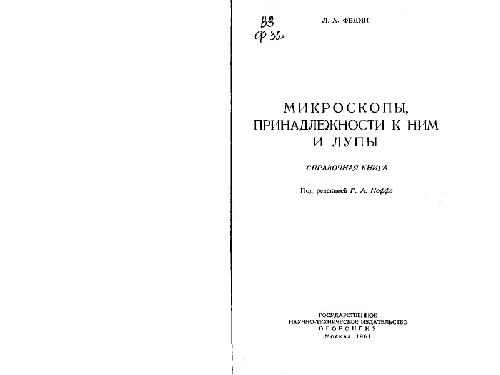 Л. А. ФЕДИН
МИКРОСКОПЫ,
ПРИНАДЛЕЖНОСТИ К НИМ
И ЛУПЫ
СПРАВОЧНАЯ КНИГА
Под редакцией Г. А. Иоффе
ГОСУДАРСТВЕННОЕ
НАУЧНО-ТЕХНИЧЕСКОЕ ИЗДАТЕЛЬСТВО
ОБОРОНГИЗ
Москва 1961